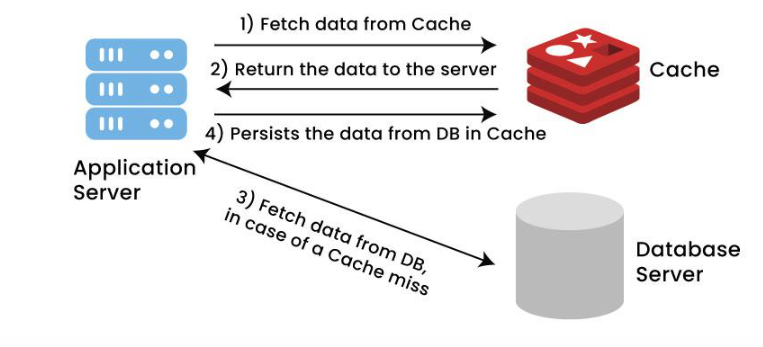 1) Fetch data from Cache
2) Return the data to the server
Cache
4) Persists the data from DB in Cache
Application
Server
3) Fetch data from DB,
in case of a Cache miss
Database
Server